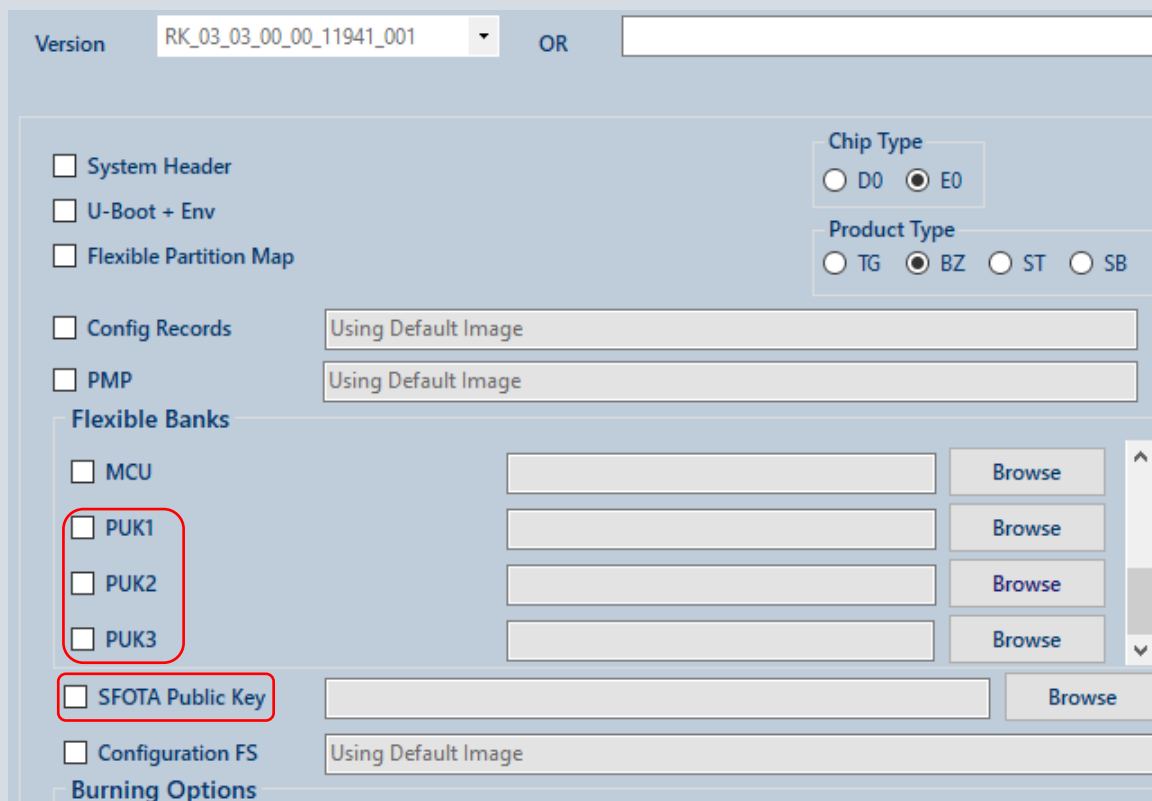 Version RK_03_03_00_00_11941_001 OR
System Header
U-Boot + Env
Flexible Partition Map
Chip Type
D0 E0
Product Type
TG BZ ST SB
Config Records Using Default Image
PMP Using Default Image
Flexible Banks
MCU Browse
PUK1 Browse
PUK2 Browse
PUK3 Browse
SFOTA Public Key Browse
Configuration FS Using Default Image
Burning Options